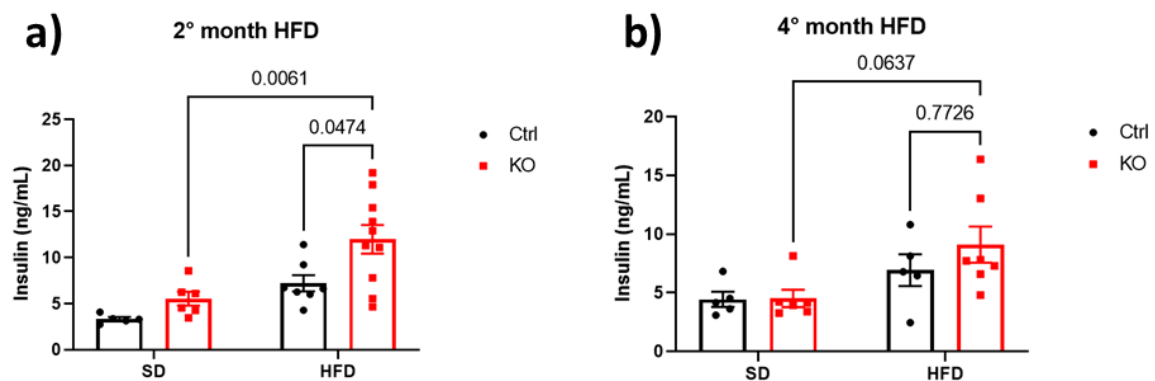 a)
2° month HFD
0.0061
0.0474
25
20
15
10
5
0
Insulin (ng/mL)
SD
HFD
Ctrl
KO
b)
4° month HFD
0.0637
0.7726
20
15
10
5
0
Insulin (ng/mL)
SD
HFD
Ctrl
KO